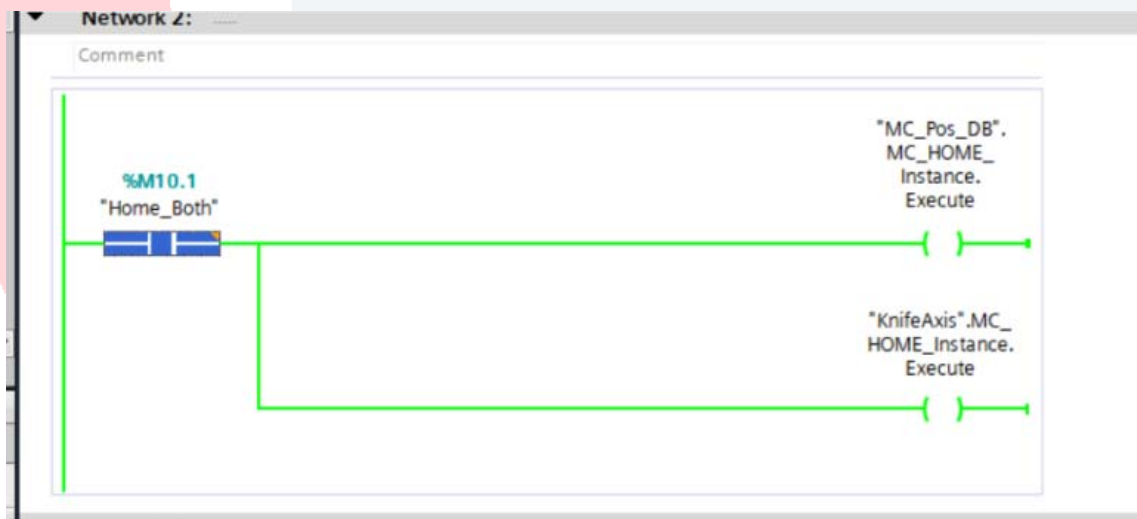 Network 2: .....
Comment
"MC_Pos_DB".
MC_HOME_
Instance.
Execute
%M10.1
"Home_Both"
"KnifeAxis".MC_
HOME_Instance.
Execute